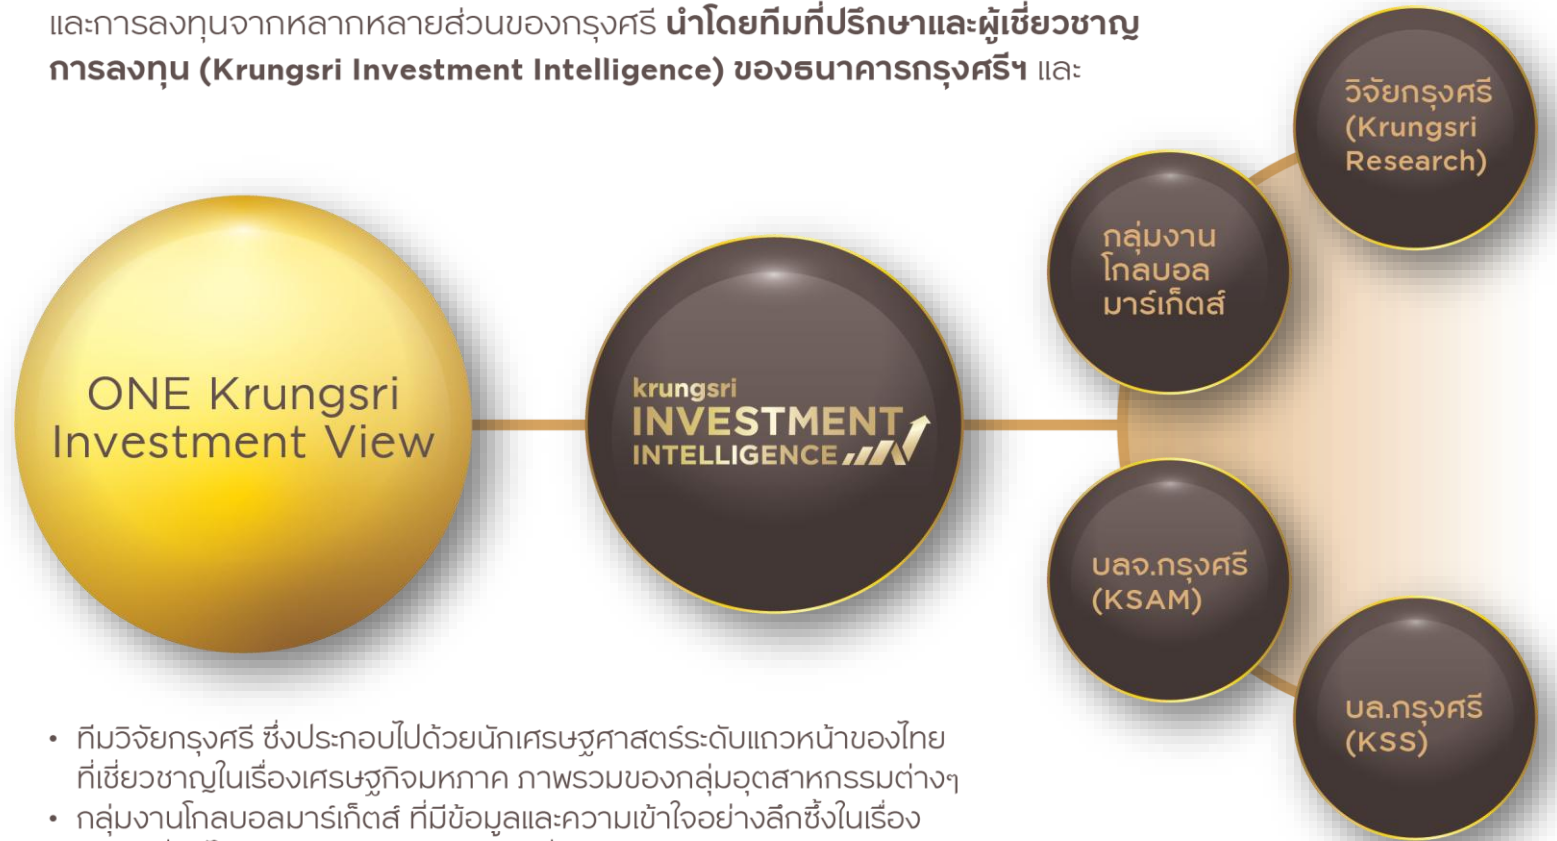 และการลงทุนจากหลากหลายส่วนของกรุงศรี นำโดยทีมที่ปรึกษาและผู้เชี่ยวชาญ
การลงทุน (Krungsri Investment Intelligence) ของธนาคารกรุงศรีฯ และ
วิจัยกรุงศรี
(Krungsri
Research)
กลุ่มงาน
โกลบอล
มาร์เก็ตส์
ONE Krungsri
Investment View
krungsri
INVESTMENT
INTELLIGENCE
บลจ.กรุงศรี
(KSAM)
บล.กรุงศรี
(KSS)
• ทีมวิจัยกรุงศรี ซึ่งประกอบไปด้วยนักเศรษฐศาสตร์ระดับแถวหน้าของไทย
ที่เชี่ยวชาญในเรื่องเศรษฐกิจมหภาค ภาพรวมของกลุ่มอุตสาหกรรมต่างๆ
• กลุ่มงานโกลบอลมาร์เก็ตส์ ที่มีข้อมูลและความเข้าใจอย่างลึกซึ้งในเรื่อง